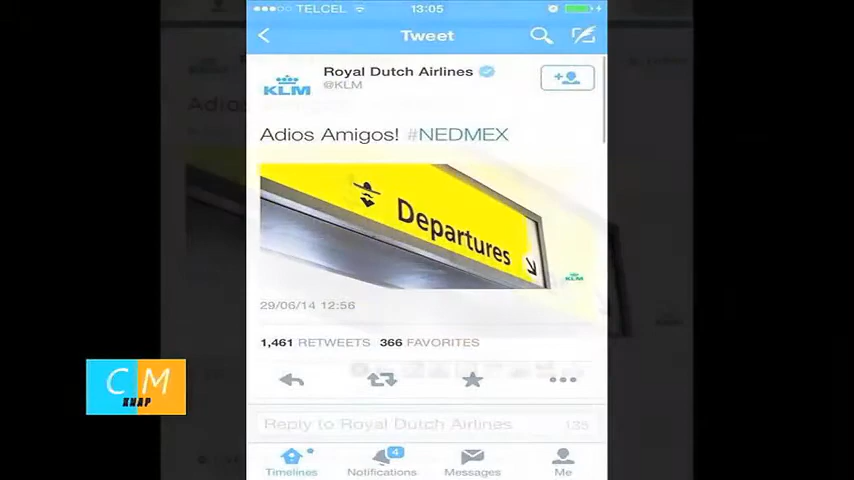 TELCEL 13:05
Tweet
Royal Dutch Airlines
@KLM
KLM
Adios Amigos! #NEDMEX
Departures
KLM
29/06/14 12:56
1,461 RETWEETS 366 FAVORITES
Reply to Royal Dutch Airlines 135
4
Timelines Notifications Messages Me
CM
KNAP